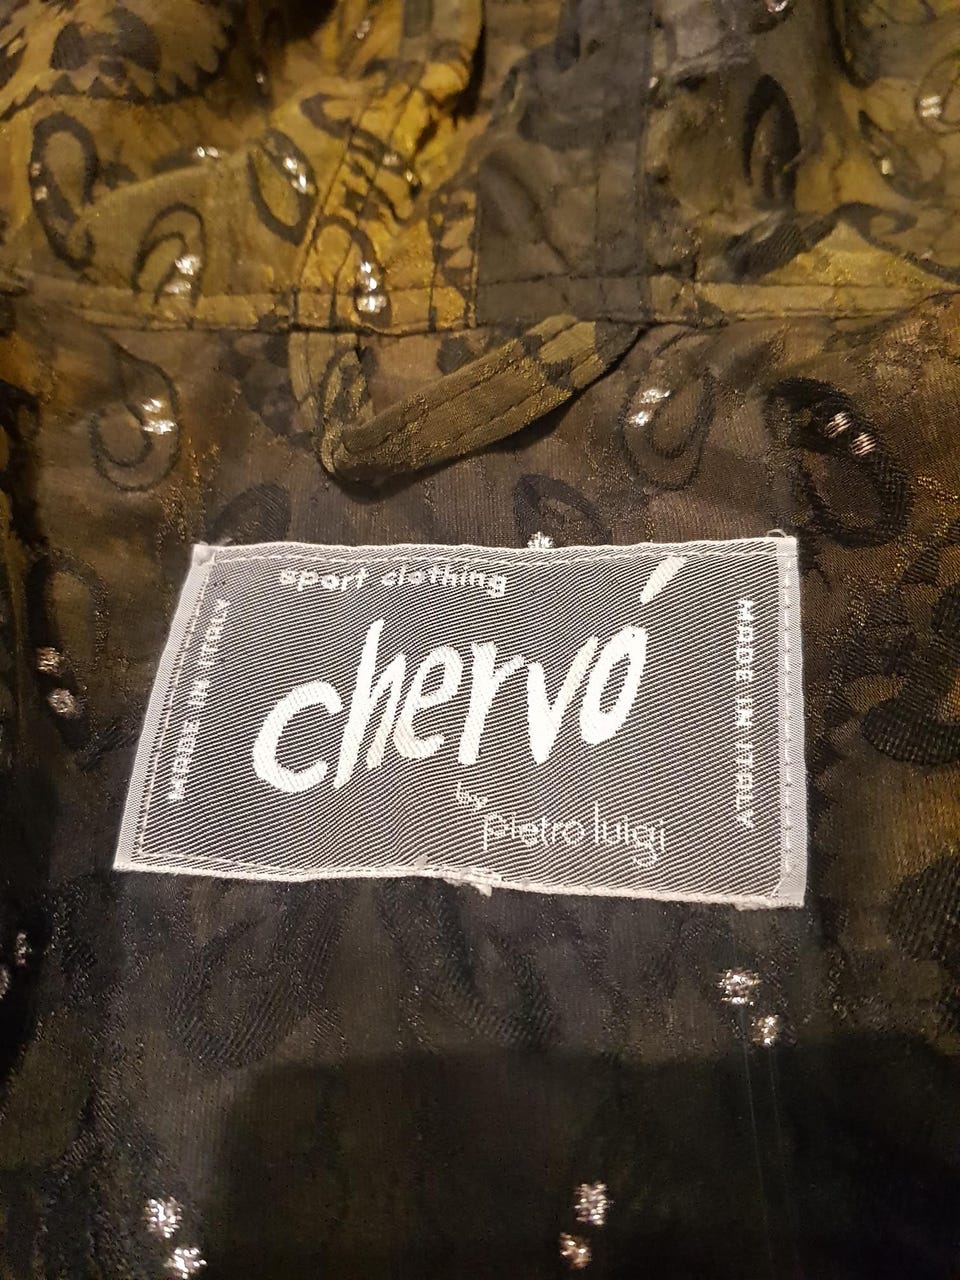 sport clothing
chervó
by
pietro luigi
MADE IN ITALY
MADE IN ITALY